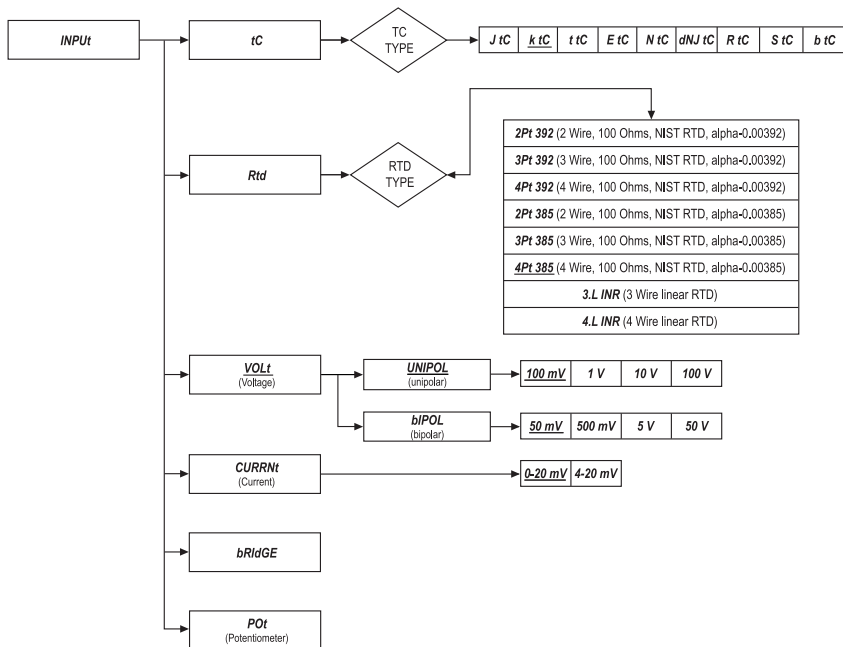 INPUt
tC
TC
TYPE
J tC
k tC
t tC
E tC
N tC
dNJ tC
R tC
S tC
b tC
Rtd
RTD
TYPE
2Pt 392 (2 Wire, 100 Ohms, NIST RTD, alpha-0.00392)
3Pt 392 (3 Wire, 100 Ohms, NIST RTD, alpha-0.00392)
4Pt 392 (4 Wire, 100 Ohms, NIST RTD, alpha-0.00392)
2Pt 385 (2 Wire, 100 Ohms, NIST RTD, alpha-0.00385)
3Pt 385 (3 Wire, 100 Ohms, NIST RTD, alpha-0.00385)
4Pt 385 (4 Wire, 100 Ohms, NIST RTD, alpha-0.00385)
3.L INR (3 Wire linear RTD)
4.L INR (4 Wire linear RTD)
VOLt
(Voltage)
UNIPOL
(unipolar)
100 mV
1 V
10 V
100 V
bIPOL
(bipolar)
50 mV
500 mV
5 V
50 V
CURRNt
(Current)
0-20 mV
4-20 mV
bRIdGE
POt
(Potentiometer)